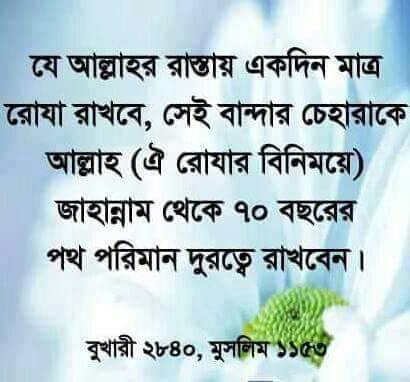 যে আল্লাহর রাস্তায় একদিন মাত্র
রোযা রাখবে, সেই বান্দার চেহারাকে
আল্লাহ (ঐ রোযার বিনিময়ে)
জাহান্নাম থেকে ৭০ বছরের
পথ পরিমান দুরত্বে রাখবেন।
বুখারী ২৮৪০, মুসলিম ১১৫৩